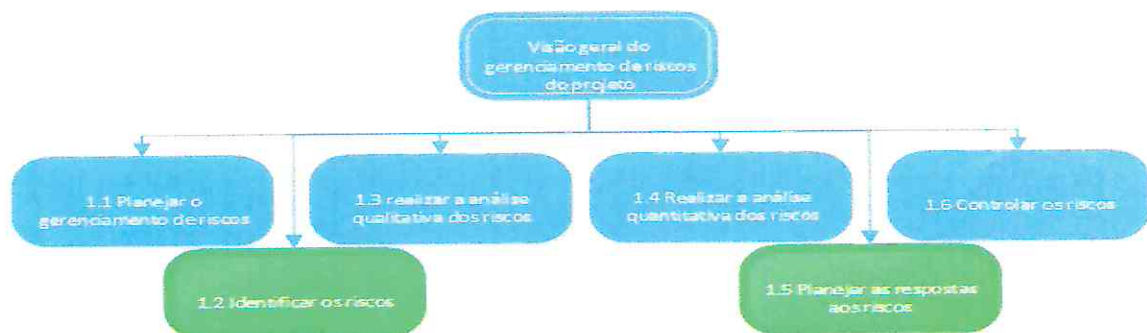 Visão geral do
gerenciamento de riscos
do projeto
1.1 Planejar o
gerenciamento de riscos
1.2 Identificar os riscos
1.3 realizar a análise
qualitativa dos riscos
1.4 Realizar a análise
quantitativa dos riscos
1.5 Planejar as respostas
aos riscos
1.6 Controlar os riscos